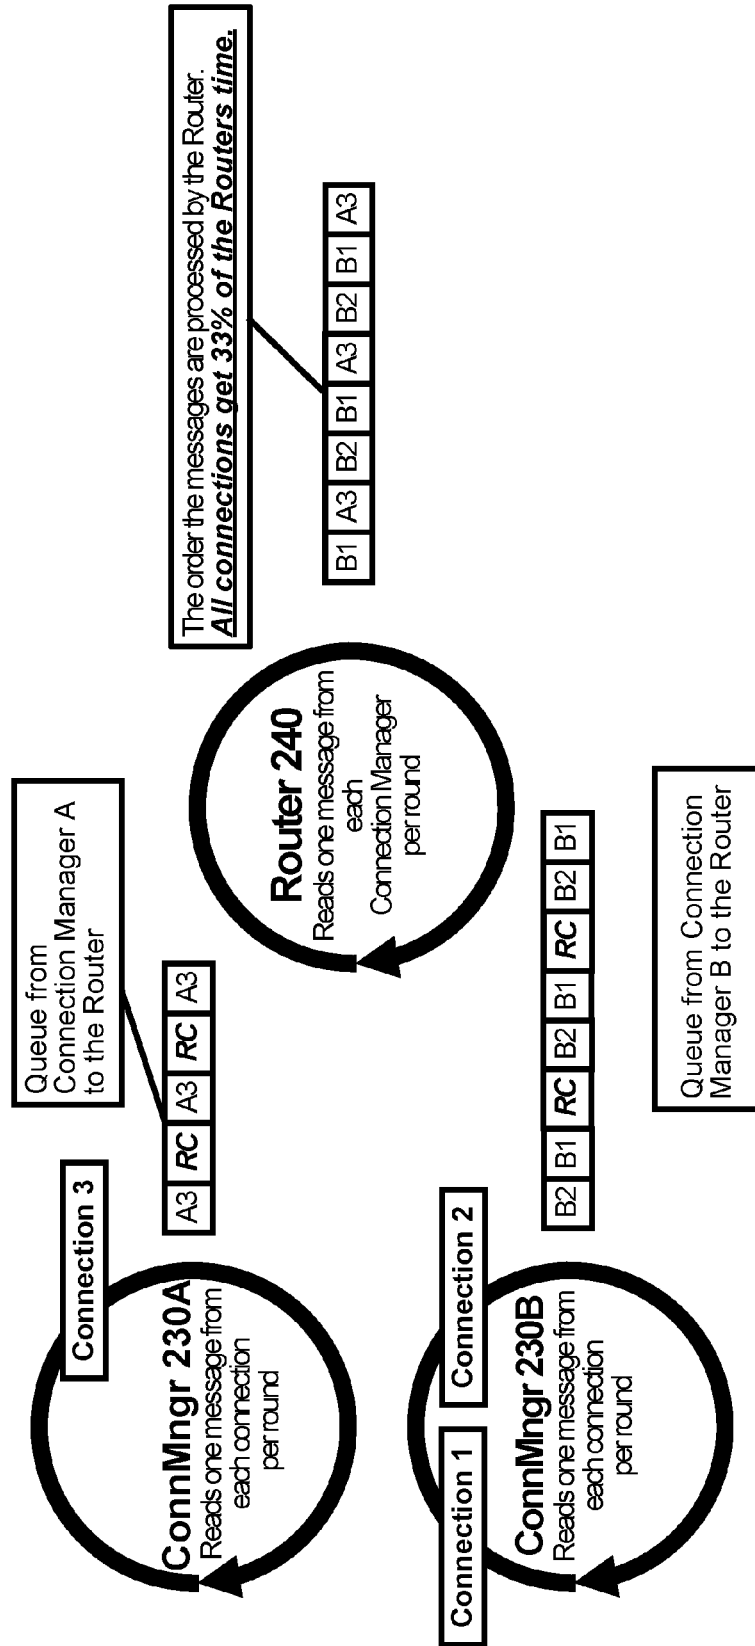 Connection 3
ConnMngr 230A
Reads one message from
each connection
per round
Queue from
Connection Manager A
to the Router
A3 RC A3 RC A3
Connection 1
Connection 2
ConnMngr 230B
Reads one message from
each connection
per round
B2 B1 RC B2 B1 RC B2 B1
Queue from Connection
Manager B to the Router
Router 240
Reads one message from
each
Connection Manager
per round
The order the messages are processed by the Router.
All connections get 33% of the Routers time.
B1 A3 B2 B1 A3 B2 B1 A3